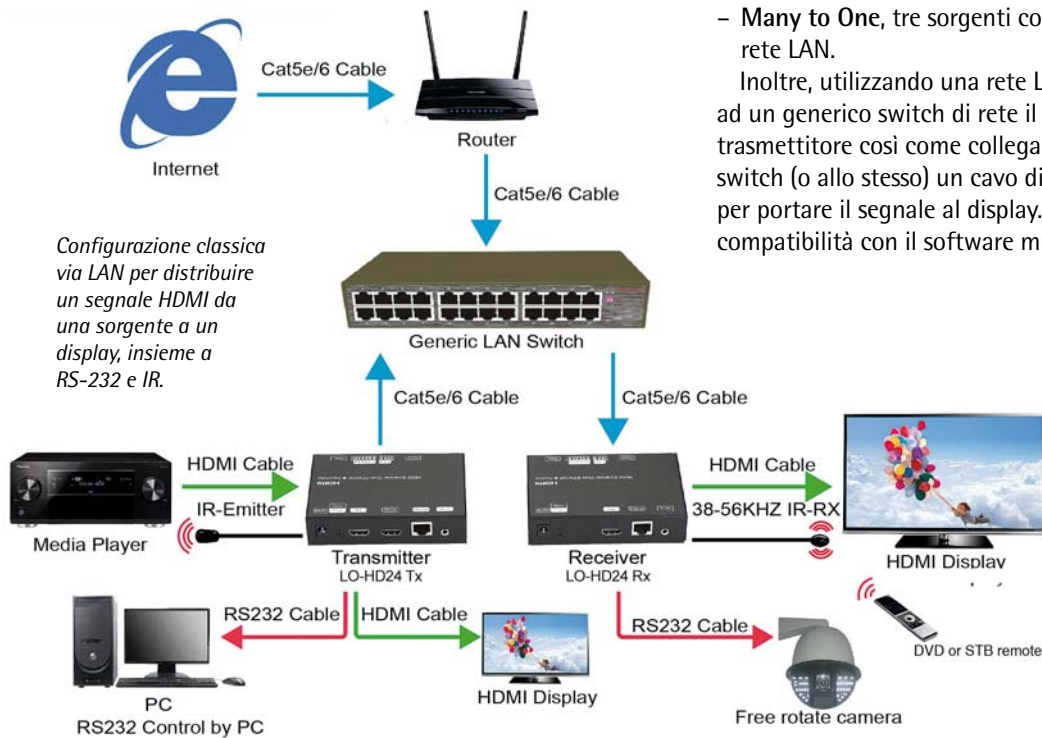 – Many to One, tre sorgenti co
rete LAN.
Inoltre, utilizzando una rete L
ad un generico switch di rete il
trasmettitore così come collega
switch (o allo stesso) un cavo di
per portare il segnale al display.
compatibilità con il software m
Cat5e/6 Cable
Internet
Router
Cat5e/6 Cable
Configurazione classica
via LAN per distribuire
un segnale HDMI da
una sorgente a un
display, insieme a
RS-232 e IR.
Generic LAN Switch
Cat5e/6 Cable
Cat5e/6 Cable
HDMI Cable
IR-Emitter
Media Player
Transmitter
LO-HD24 Tx
Receiver
LO-HD24 Rx
HDMI Cable
38-56KHZ IR-RX
HDMI Display
RS232 Cable
HDMI Cable
RS232 Cable
DVD or STB remote
PC
RS232 Control by PC
HDMI Display
Free rotate camera